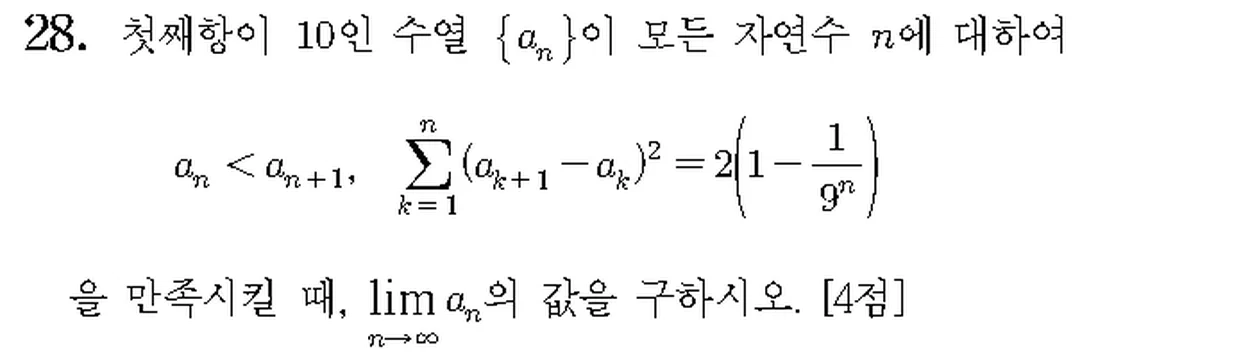 28. 첫째항이 10인 수열 {aₙ}이 모든 자연수 n에 대하여
aₙ < aₙ₊₁, ∑_{k=1}^{n} (aₖ₊₁ − aₖ)² = 2(1 − 1/9ⁿ)
을 만족시킬 때, lim_{n→∞} aₙ의 값을 구하시오. [4점]